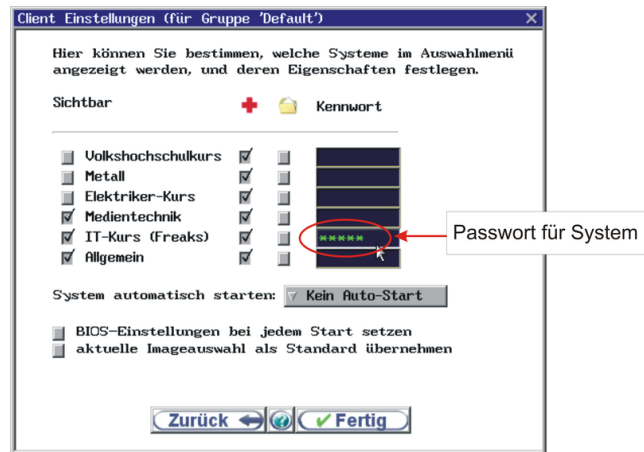 Client Einstellungen (für Gruppe 'Default')
Hier können Sie bestimmen, welche Systeme im Auswahlmenü
angezeigt werden, und deren Eigenschaften festlegen.
Sichtbar Kennwort
Volkshochschulkurs
Metall
Elektriker-Kurs
Medientechnik
IT-Kurs (Freaks) *****
Passwort für System
Allgemein
System automatisch starten: Kein Auto-Start
BIOS-Einstellungen bei jedem Start setzen
aktuelle Imageauswahl als Standard übernehmen
Zurück ? Fertig